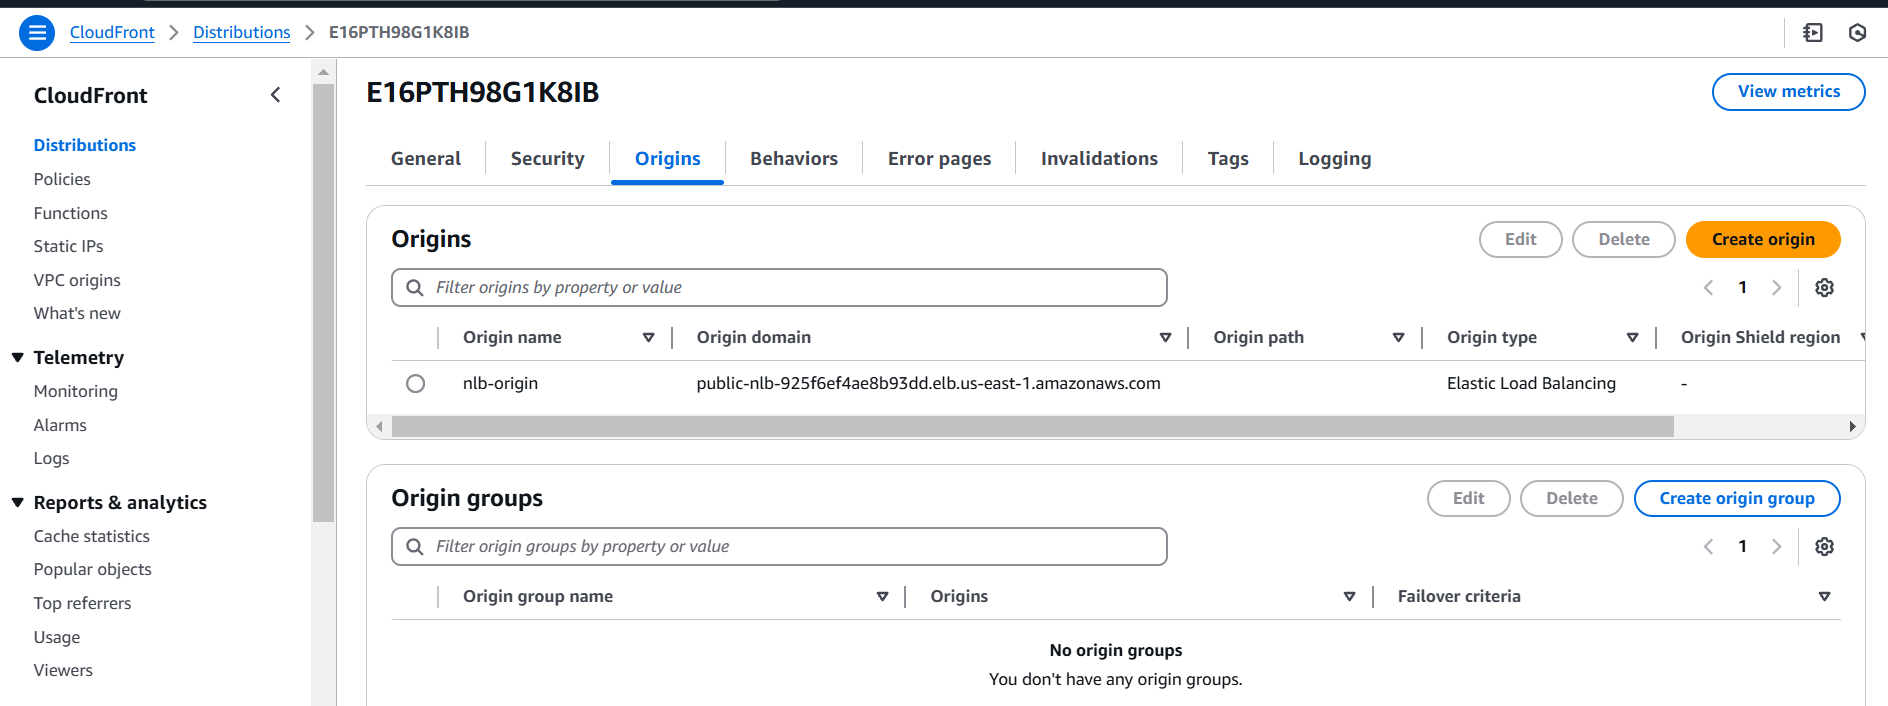 CloudFront > Distributions > E16PTH98G1K8IB
CloudFront
Distributions
Policies
Functions
Static IPs
VPC origins
What's new
Telemetry
Monitoring
Alarms
Logs
Reports & analytics
Cache statistics
Popular objects
Top referrers
Usage
Viewers
E16PTH98G1K8IB
View metrics
General Security Origins Behaviors Error pages Invalidations Tags Logging
Origins
Edit Delete Create origin
Filter origins by property or value
1
Origin name Origin domain Origin path Origin type Origin Shield region
nlb-origin public-nlb-925f6ef4ae8b93dd.elb.us-east-1.amazonaws.com Elastic Load Balancing -
Origin groups
Edit Delete Create origin group
Filter origin groups by property or value
1
Origin group name Origins Failover criteria
No origin groups
You don't have any origin groups.